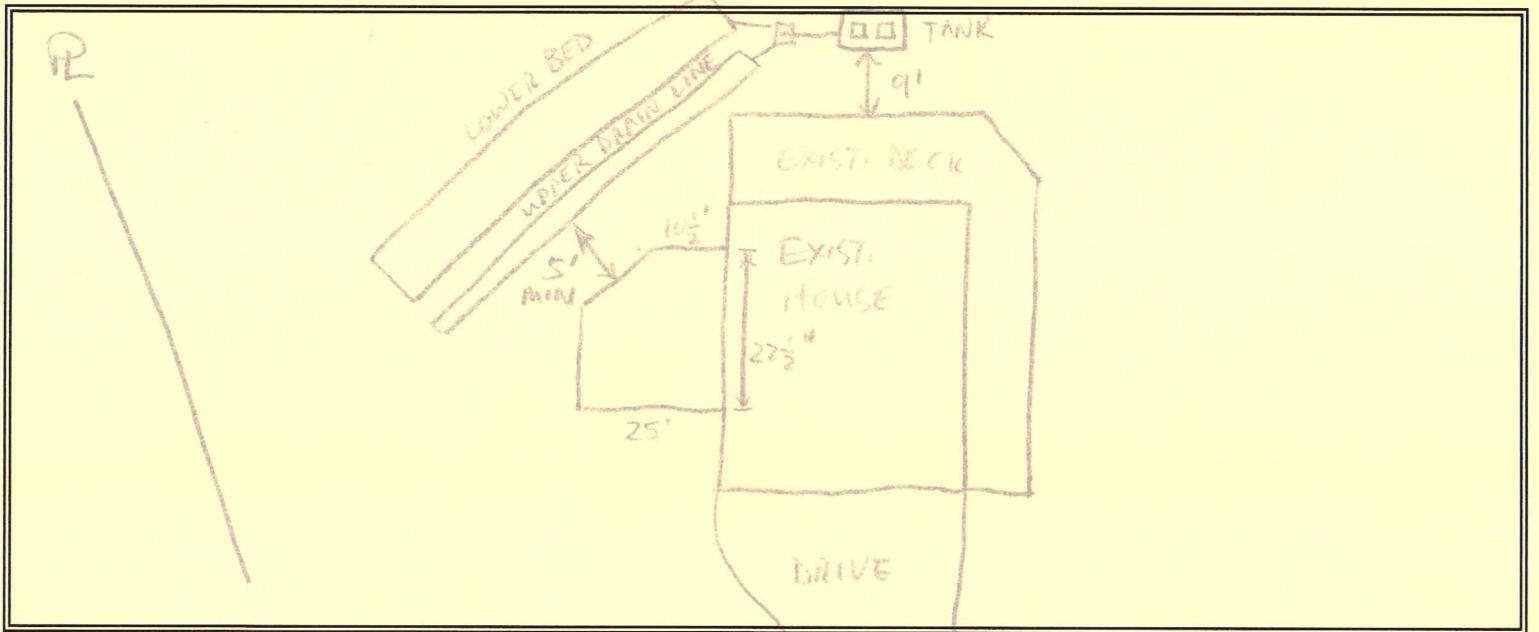 PL
TANK
LOWER BED
9'
UPPER DRAIN LINE
EXIST. DECK
10½'
EXIST.
HOUSE
5'
MIN
22½'
25'
DRIVE